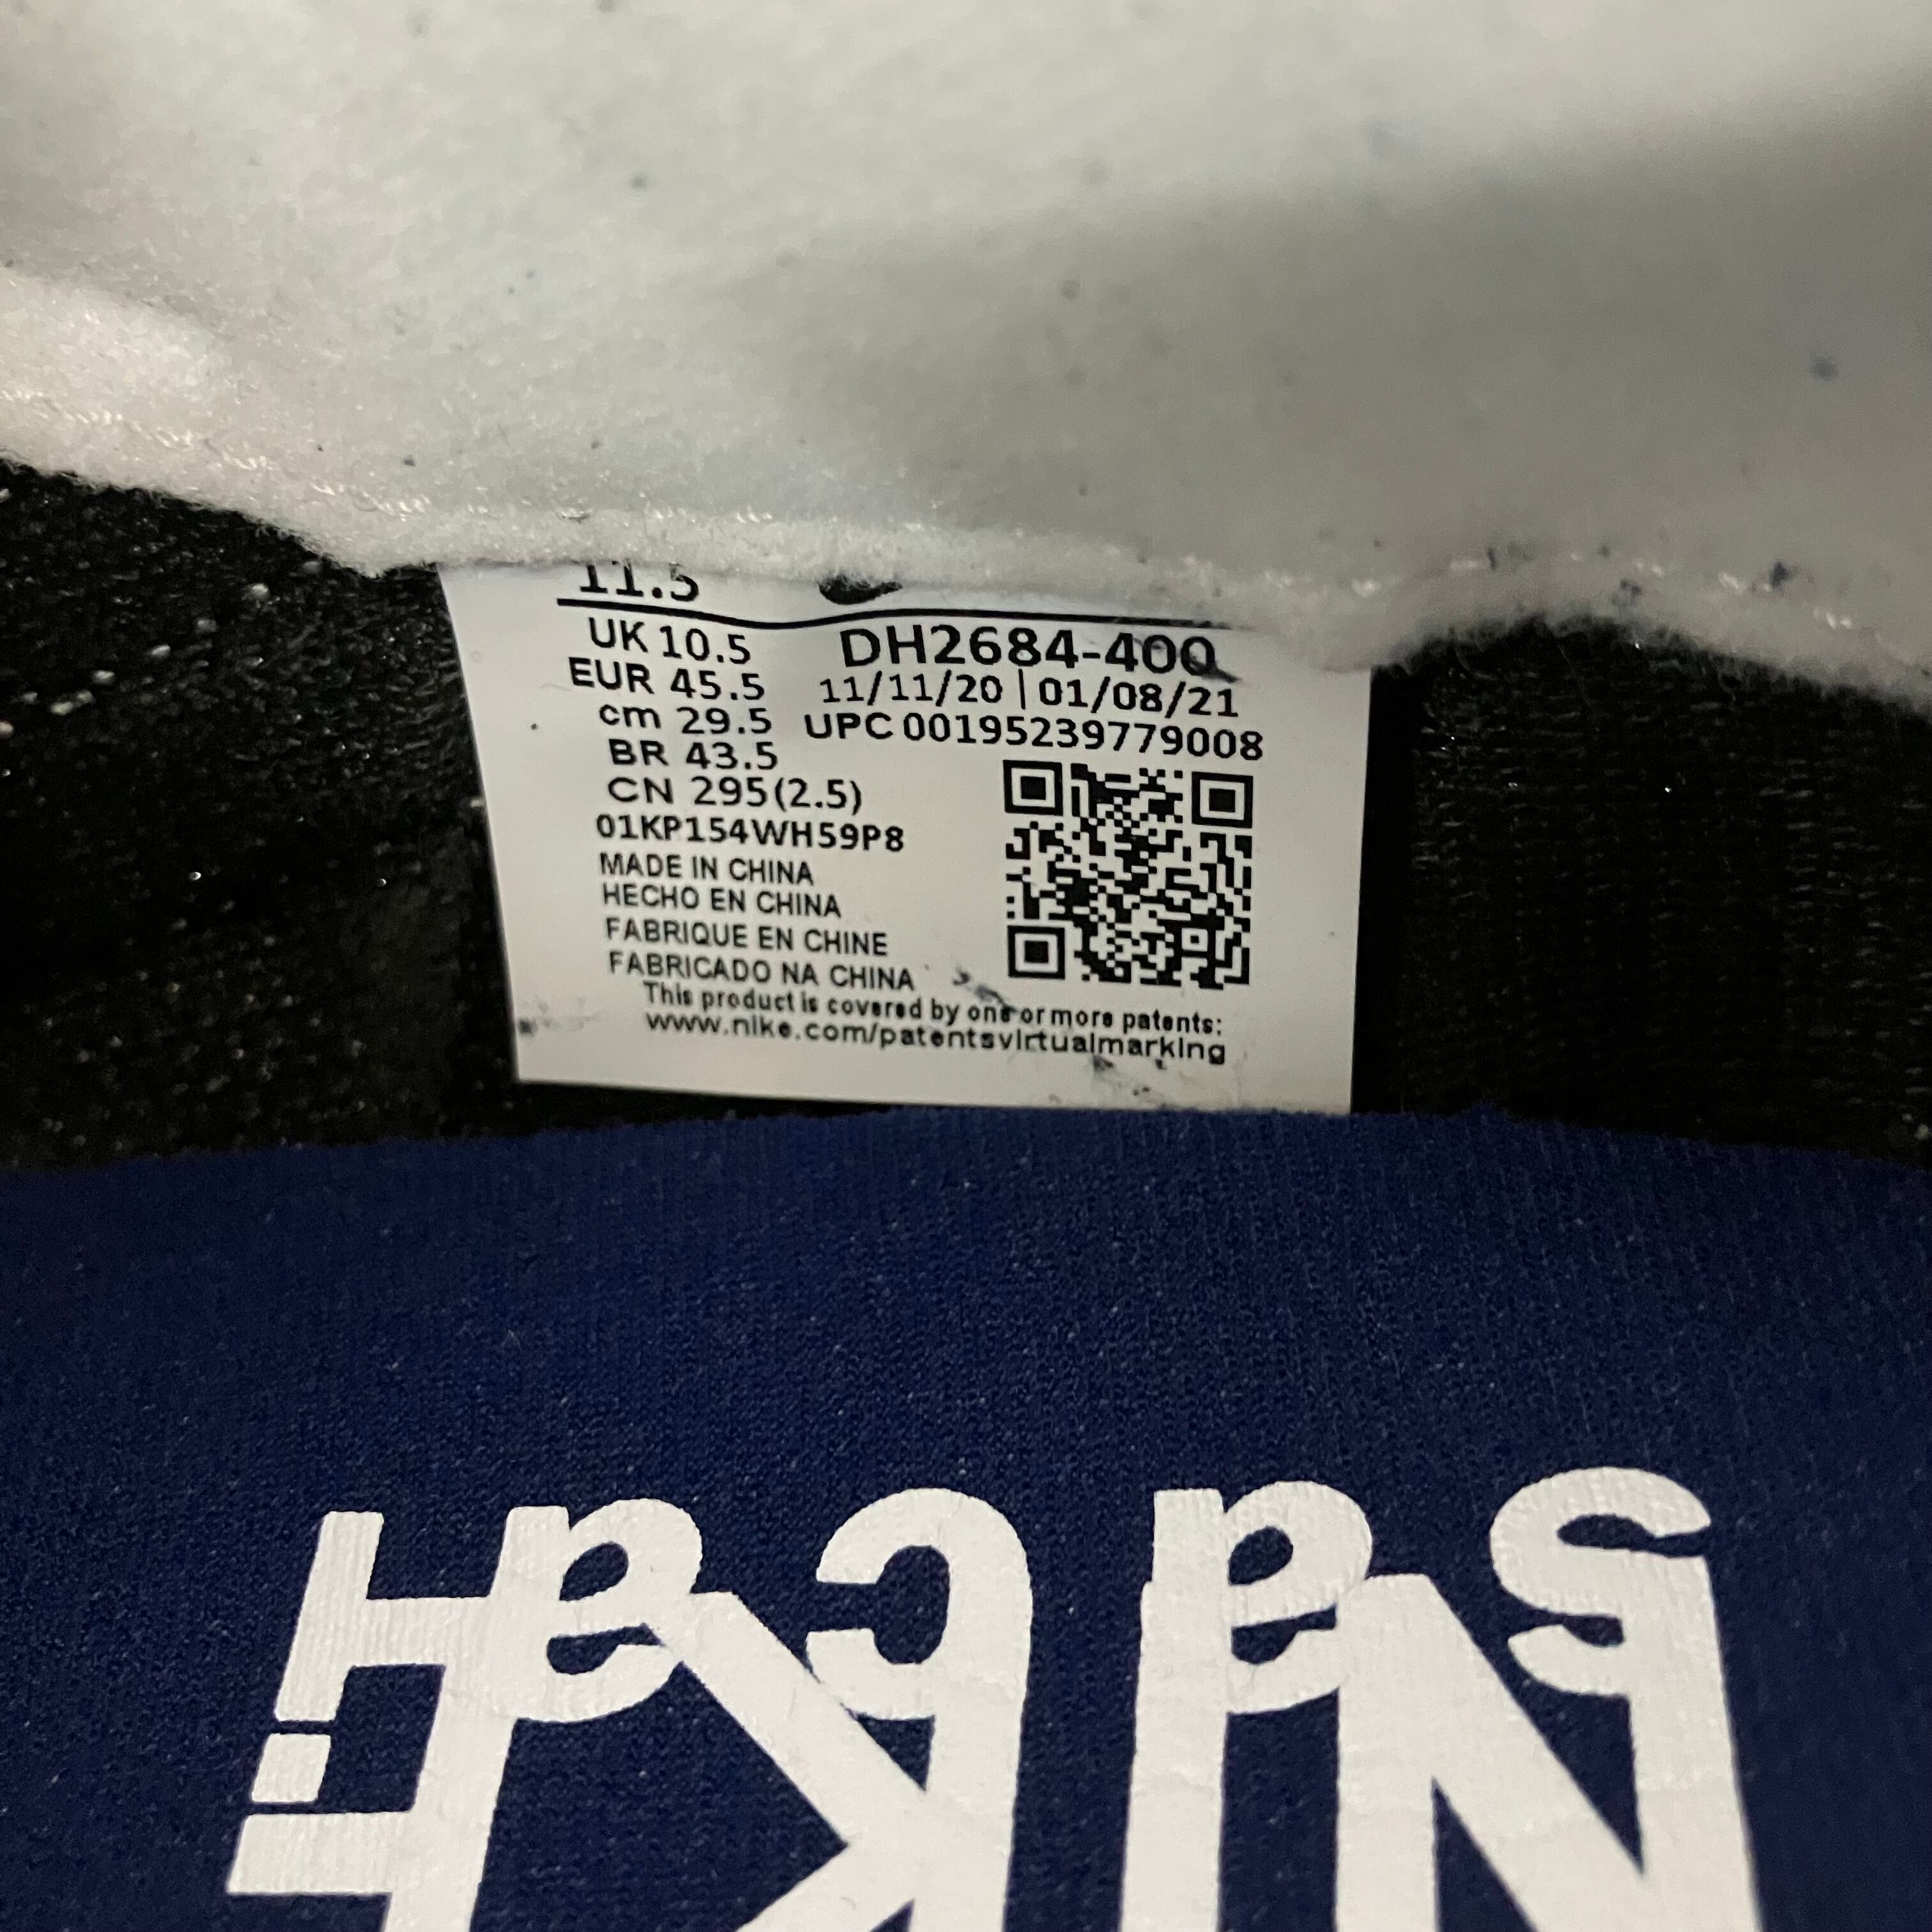 11.5
UK 10.5
EUR 45.5
cm 29.5
BR 43.5
CN 295(2.5)
01KP154WH59P8
DH2684-400
11/11/20 | 01/08/21
UPC 00195239779008
MADE IN CHINA
HECHO EN CHINA
FABRIQUE EN CHINE
FABRICADO NA CHINA
This product is covered by one or more patents:
www.nike.com/patentsvirtualmarking
sacai
NIKE